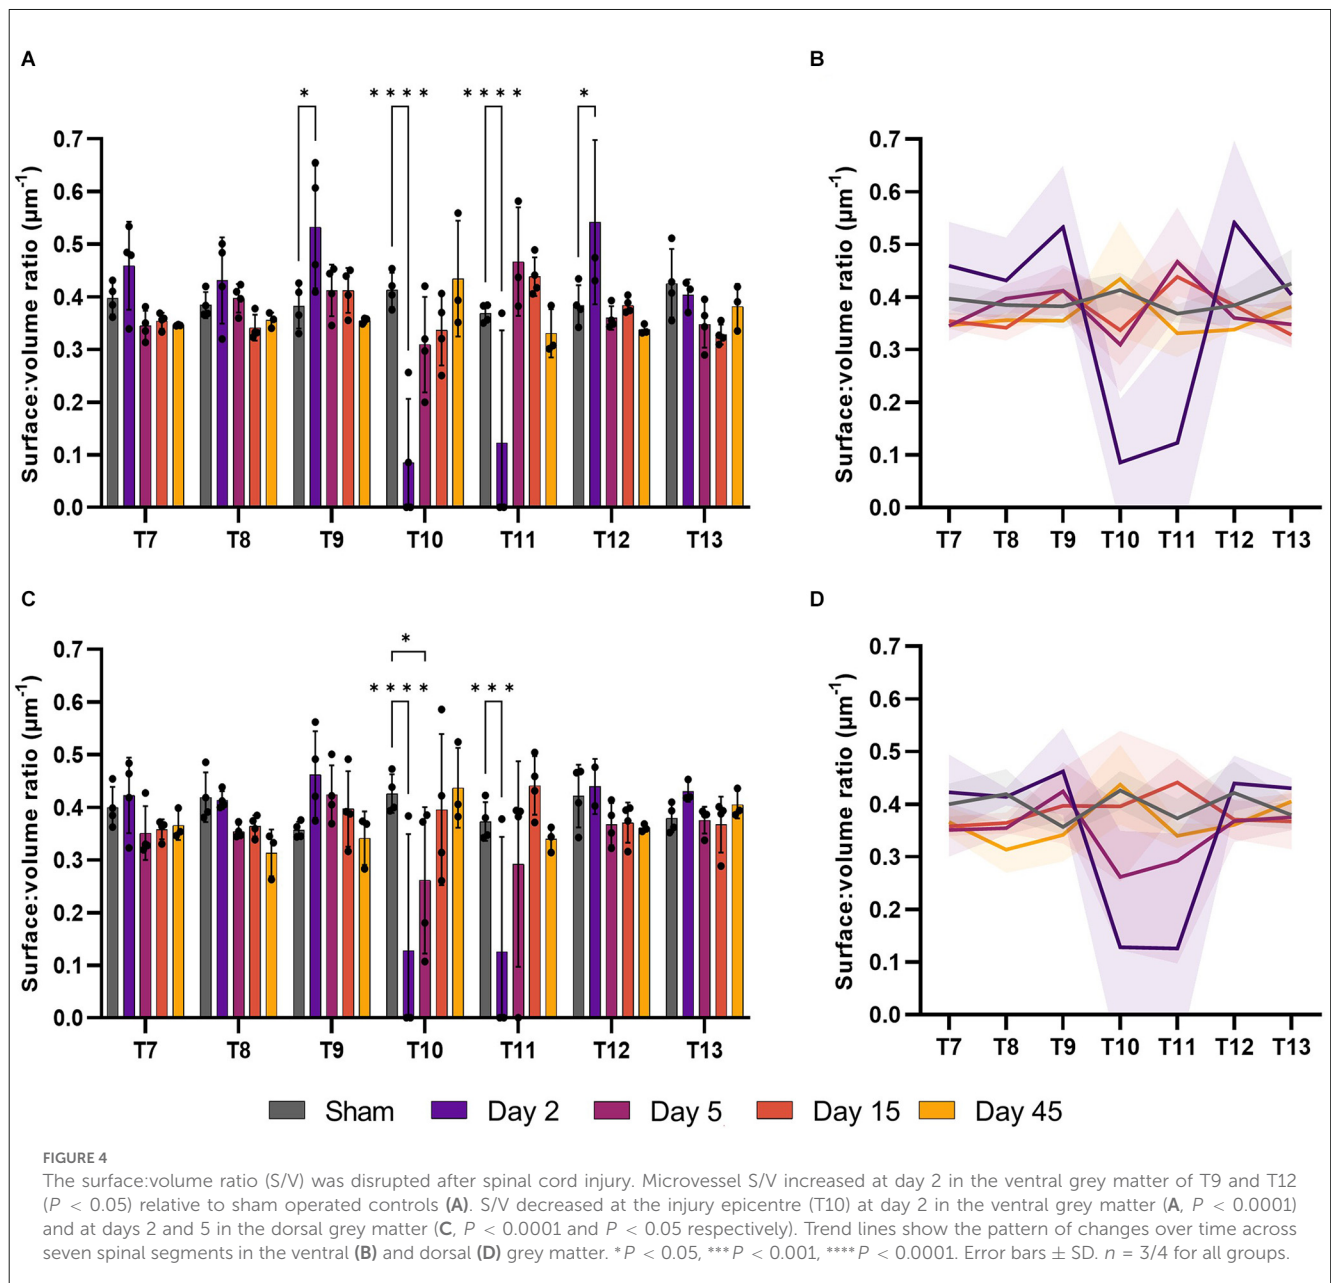 A
B
* **** **** *
Surface:volume ratio (µm⁻¹)
0.7
0.6
0.5
0.4
0.3
0.2
0.1
0.0
T7 T8 T9 T10 T11 T12 T13
Surface:volume ratio (µm⁻¹)
0.7
0.6
0.5
0.4
0.3
0.2
0.1
0.0
T7 T8 T9 T10 T11 T12 T13
C
D
*
**** ***
Surface:volume ratio (µm⁻¹)
0.7
0.6
0.5
0.4
0.3
0.2
0.1
0.0
T7 T8 T9 T10 T11 T12 T13
Surface:volume ratio (µm⁻¹)
0.7
0.6
0.5
0.4
0.3
0.2
0.1
0.0
T7 T8 T9 T10 T11 T12 T13
Sham Day 2 Day 5 Day 15 Day 45
FIGURE 4
The surface:volume ratio (S/V) was disrupted after spinal cord injury. Microvessel S/V increased at day 2 in the ventral grey matter of T9 and T12
(P < 0.05) relative to sham operated controls (A). S/V decreased at the injury epicentre (T10) at day 2 in the ventral grey matter (A, P < 0.0001)
and at days 2 and 5 in the dorsal grey matter (C, P < 0.0001 and P < 0.05 respectively). Trend lines show the pattern of changes over time across
seven spinal segments in the ventral (B) and dorsal (D) grey matter. *P < 0.05, ***P < 0.001, ****P < 0.0001. Error bars ± SD. n = 3/4 for all groups.